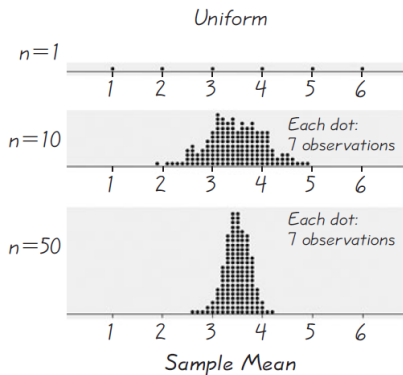 Uniform
n=1
1 2 3 4 5 6
n=10
Each dot:
7 observations
1 2 3 4 5 6
n=50
Each dot:
7 observations
1 2 3 4 5 6
Sample Mean